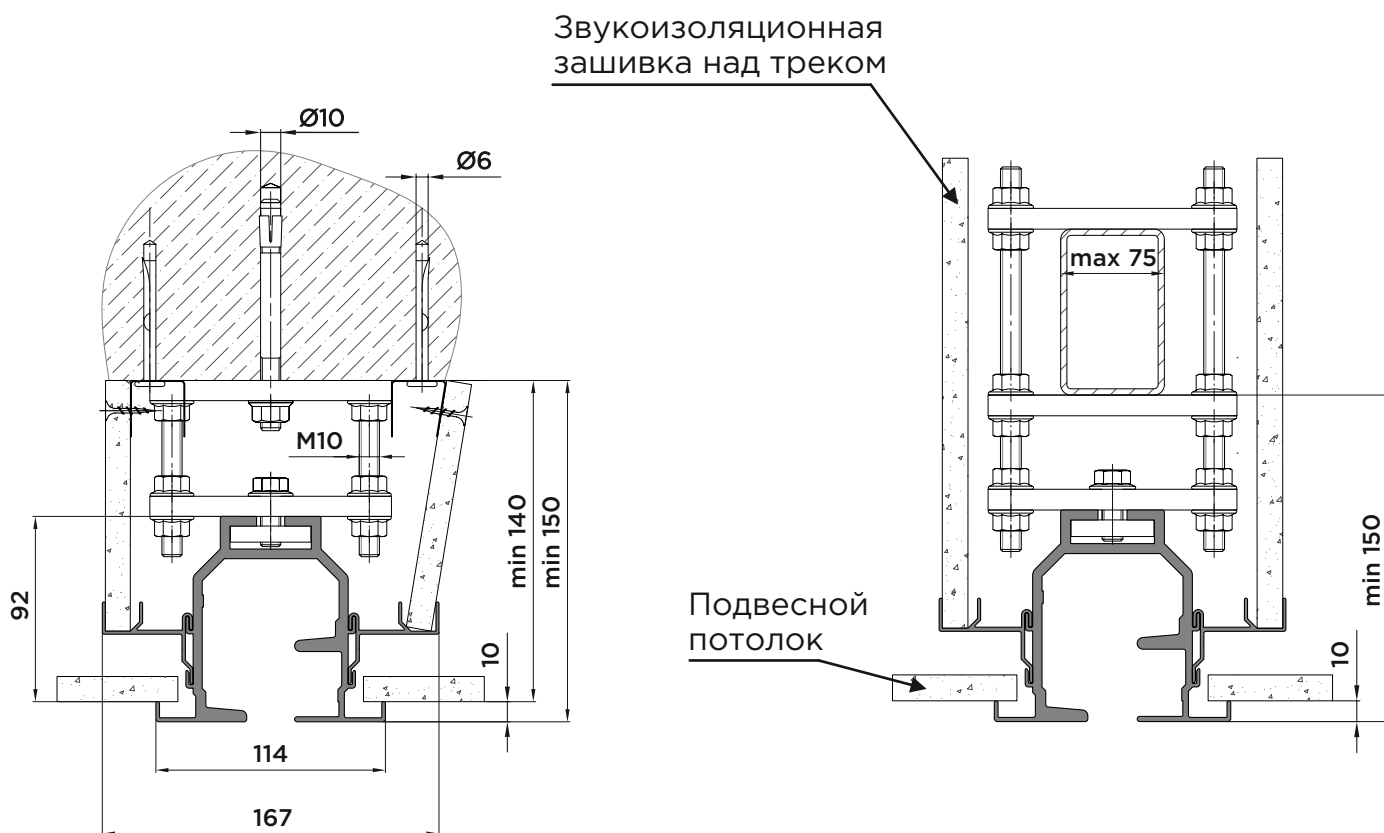 Звукоизоляционная
зашивка над треком
Ø10
Ø6
max 75
M10
92
min 140
min 150
10
114
167
Подвесной
потолок
10
min 150